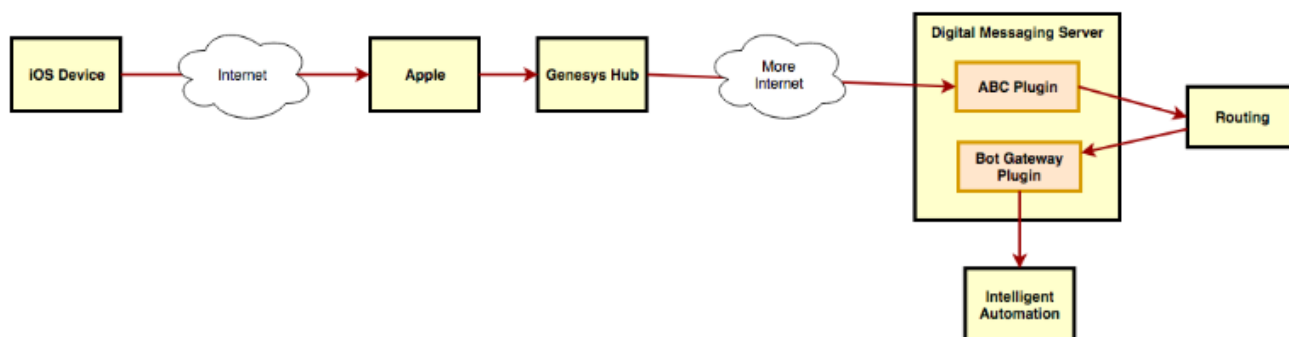 iOS Device
Internet
Apple
Genesys Hub
More
Internet
Digital Messaging Server
ABC Plugin
Bot Gateway
Plugin
Routing
Intelligent
Automation